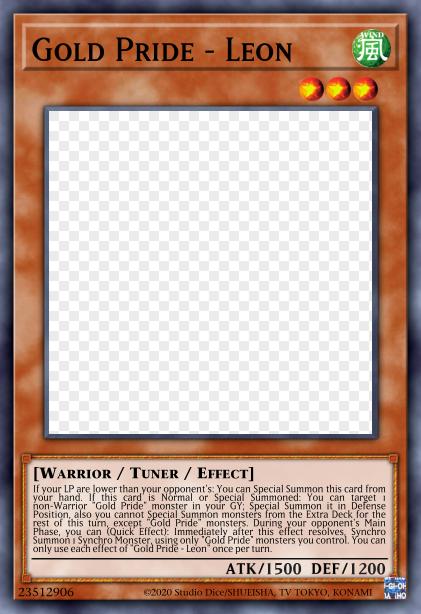 Gold Pride - Leon
WIND
風
[Warrior / Tuner / Effect]
If your LP are lower than your opponent's: You can Special Summon this card from
your hand. If this card is Normal or Special Summoned: You can target 1
non-Warrior "Gold Pride" monster in your GY; Special Summon it in Defense
Position, also you cannot Special Summon monsters from the Extra Deck for the
rest of this turn, except "Gold Pride" monsters. During your opponent's Main
Phase, you can (Quick Effect): Immediately after this effect resolves, Synchro
Summon 1 Synchro Monster, using only "Gold Pride" monsters you control. You can
only use each effect of "Gold Pride - Leon" once per turn.
ATK/1500 DEF/1200
23512906
©2020 Studio Dice/SHUEISHA, TV TOKYO, KONAMI